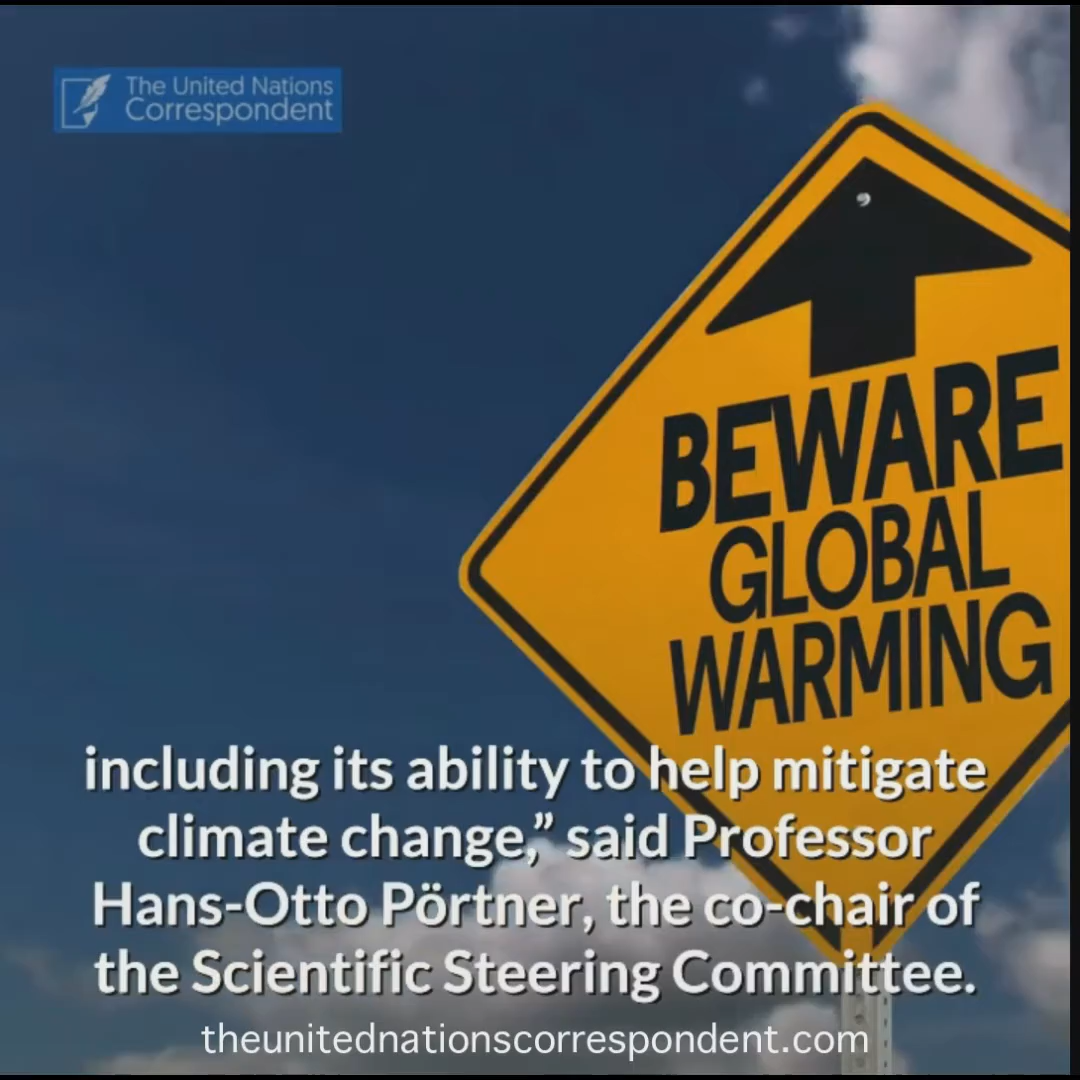 The United Nations
Correspondent
BEWARE
GLOBAL
WARMING
including its ability to help mitigate
climate change,” said Professor
Hans-Otto Pörtner, the co-chair of
the Scientific Steering Committee.
theunitednationscorrespondent.com